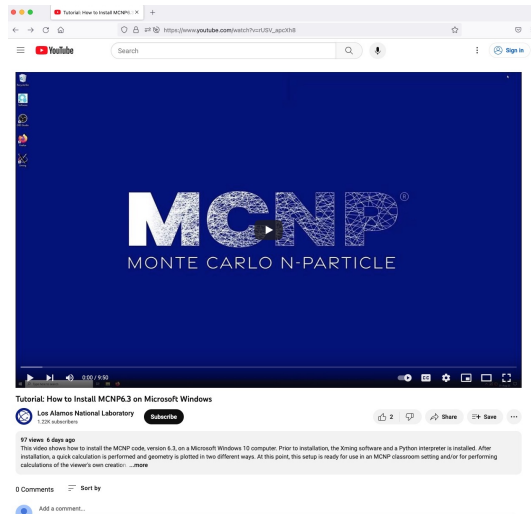 Tutorial: How to Install MCNP6.
https://www.youtube.com/watch?v=rUSV_apcXh8
YouTube
Search
Sign in
MCNP®
MONTE CARLO N-PARTICLE
0:00 / 9:50
CC
Tutorial: How to Install MCNP6.3 on Microsoft Windows
Los Alamos National Laboratory
1.22K subscribers
Subscribe
2
Share
Save
97 views 6 days ago
This video shows how to install the MCNP code, version 6.3, on a Microsoft Windows 10 computer. Prior to installation, the Xming software and a Python interpreter is installed. After
installation, a quick calculation is performed and geometry is plotted in two different ways. At this point, this setup is ready for use in an MCNP classroom setting and/or for performing
calculations of the viewer's own creation ...more
0 Comments
Sort by
Add a comment...